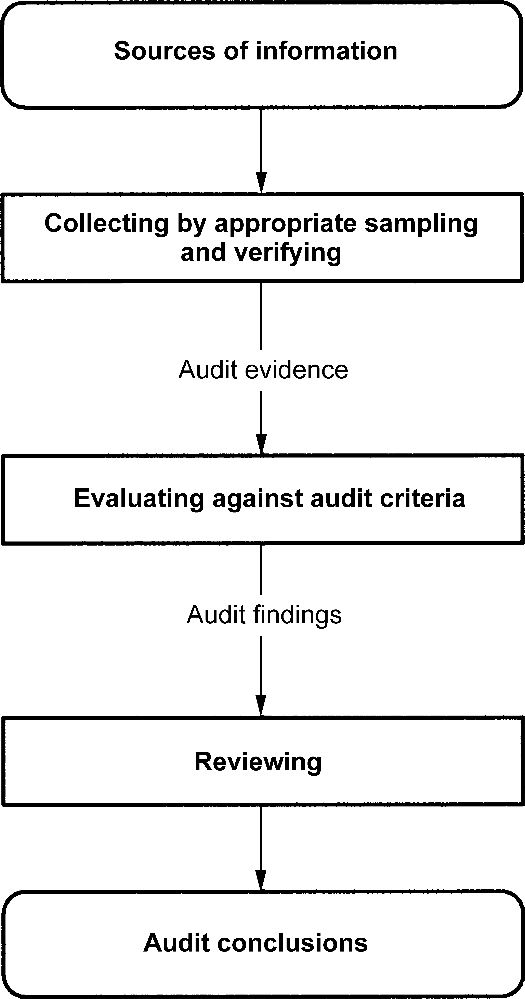 Sources of information
Collecting by appropriate sampling
and verifying
Audit evidence
Evaluating against audit criteria
Audit findings
Reviewing
Audit conclusions